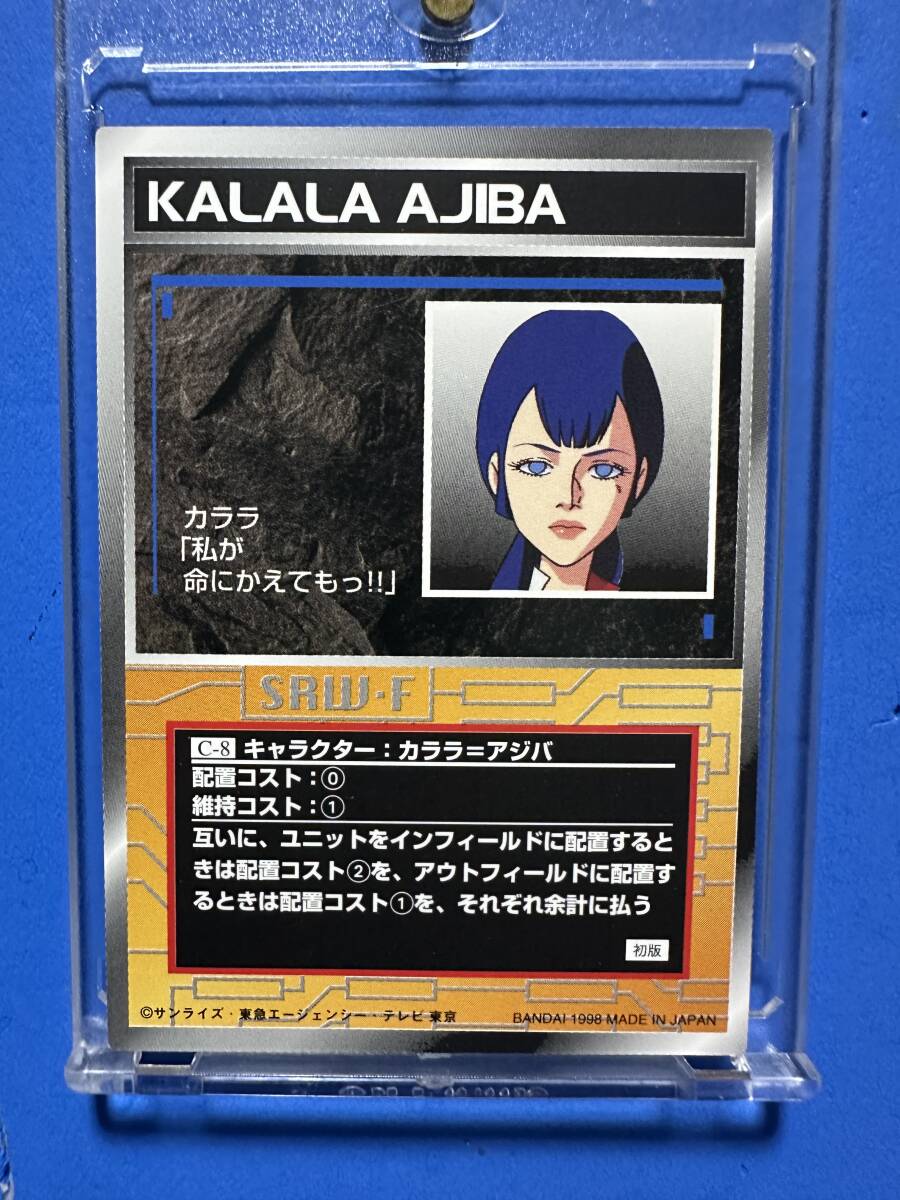 KALALA AJIBA
カララ
「私が
命にかえてもっ!!」
SRW・F
C-8 キャラクター：カララ=アジバ
配置コスト：⓪
維持コスト：①
互いに、ユニットをインフィールドに配置すると
きは配置コスト②を、アウトフィールドに配置す
るときは配置コスト①を、それぞれ余計に払う
初版
©サンライズ・東急エージェンシー・テレビ東京
BANDAI 1998 MADE IN JAPAN